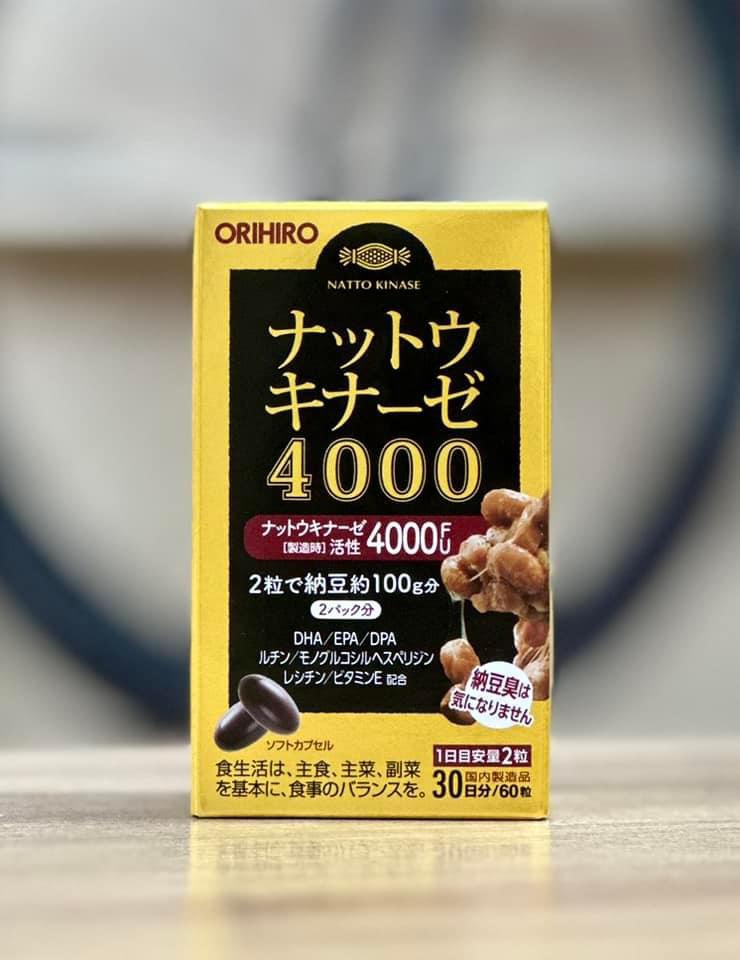 ORIHIRO
NATTO KINASE
ナットウ
キナーゼ
4000
ナットウキナーゼ
[製造時] 活性 4000FU
2粒で納豆約100g分
2パック分
DHA/EPA/DPA
ルチン/モノグルコシルヘスペリジン
レシチン/ビタミンE 配合
納豆臭は
気になりません
ソフトカプセル
食生活は、主食、主菜、副菜
を基本に、食事のバランスを。
1日目安量2粒
国内製造品
30日分/60粒